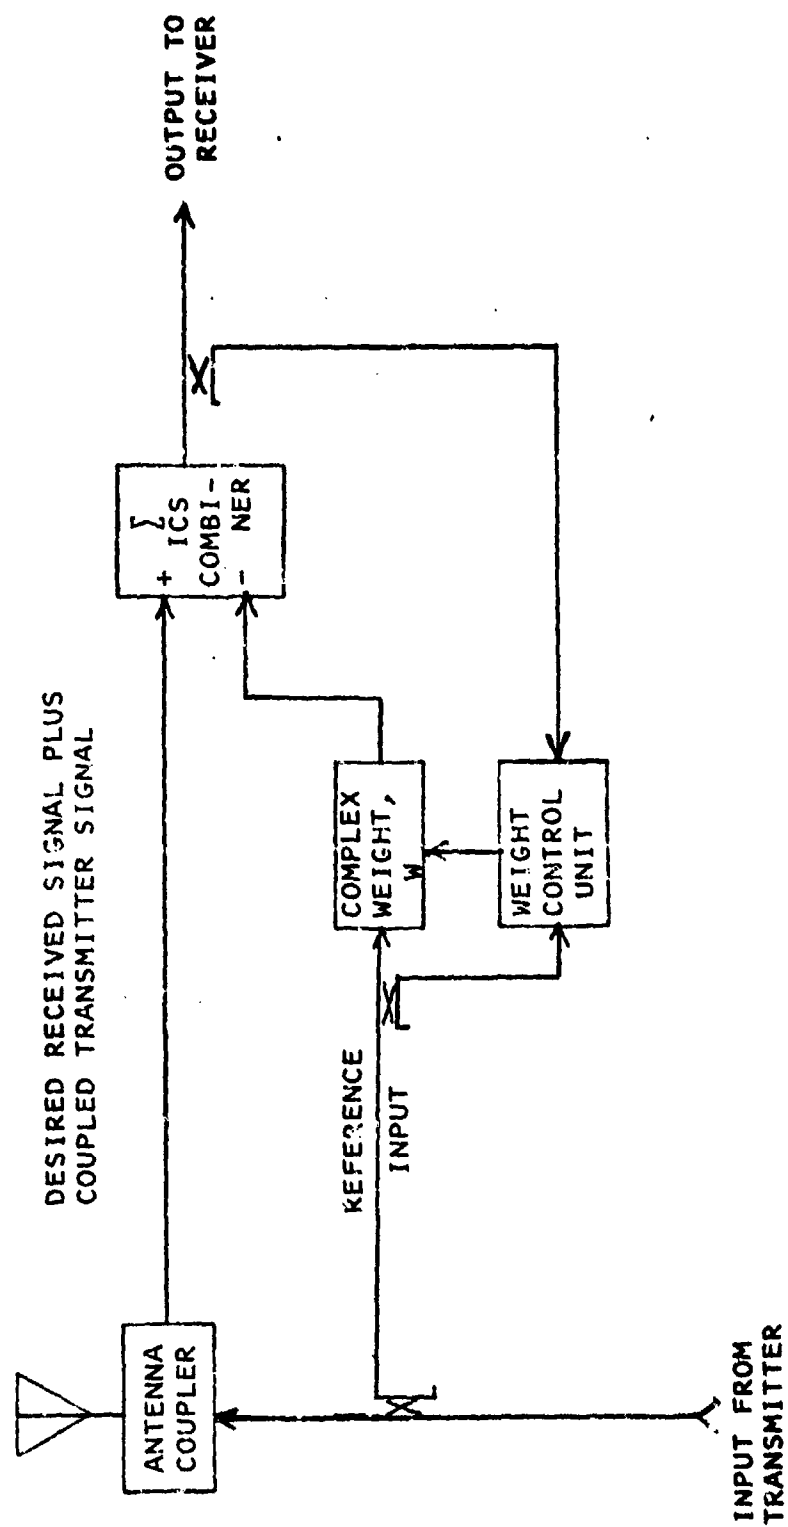 DESIRED RECEIVED SIGNAL PLUS
COUPLED TRANSMITTER SIGNAL
ANTENNA
COUPLER
+
Σ
ICS
COMBI-
NER
-
OUTPUT TO
RECEIVER
REFERENCE
INPUT
COMPLEX
WEIGHT,
W
WEIGHT
CONTROL
UNIT
INPUT FROM
TRANSMITTER